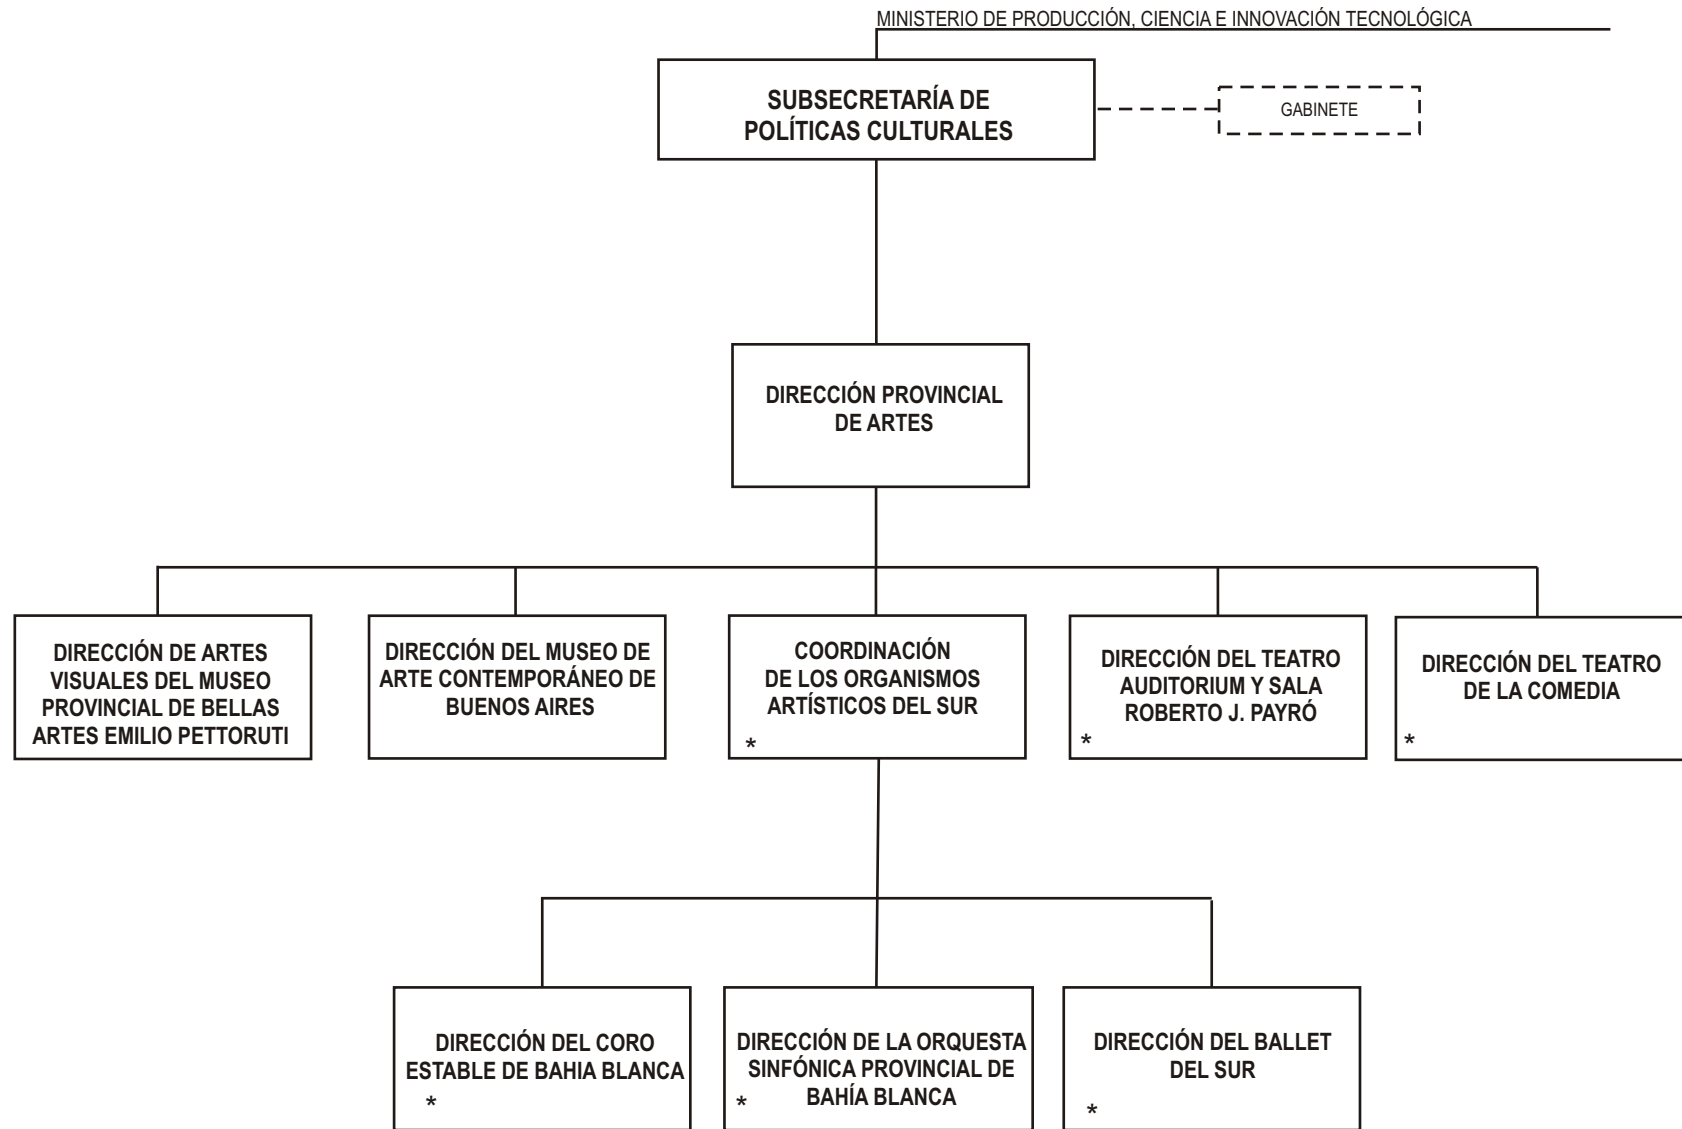 MINISTERIO DE PRODUCCIÓN, CIENCIA E INNOVACIÓN TECNOLÓGICA
SUBSECRETARÍA DE
POLÍTICAS CULTURALES
GABINETE
DIRECCIÓN PROVINCIAL
DE ARTES
DIRECCIÓN DE ARTES
VISUALES DEL MUSEO
PROVINCIAL DE BELLAS
ARTES EMILIO PETTORUTI
DIRECCIÓN DEL MUSEO DE
ARTE CONTEMPORÁNEO DE
BUENOS AIRES
COORDINACIÓN
DE LOS ORGANISMOS
ARTÍSTICOS DEL SUR
*
DIRECCIÓN DEL TEATRO
AUDITORIUM Y SALA
ROBERTO J. PAYRÓ
*
DIRECCIÓN DEL TEATRO
DE LA COMEDIA
*
DIRECCIÓN DEL CORO
ESTABLE DE BAHIA BLANCA
*
DIRECCIÓN DE LA ORQUESTA
SINFÓNICA PROVINCIAL DE
BAHÍA BLANCA
*
DIRECCIÓN DEL BALLET
DEL SUR
*